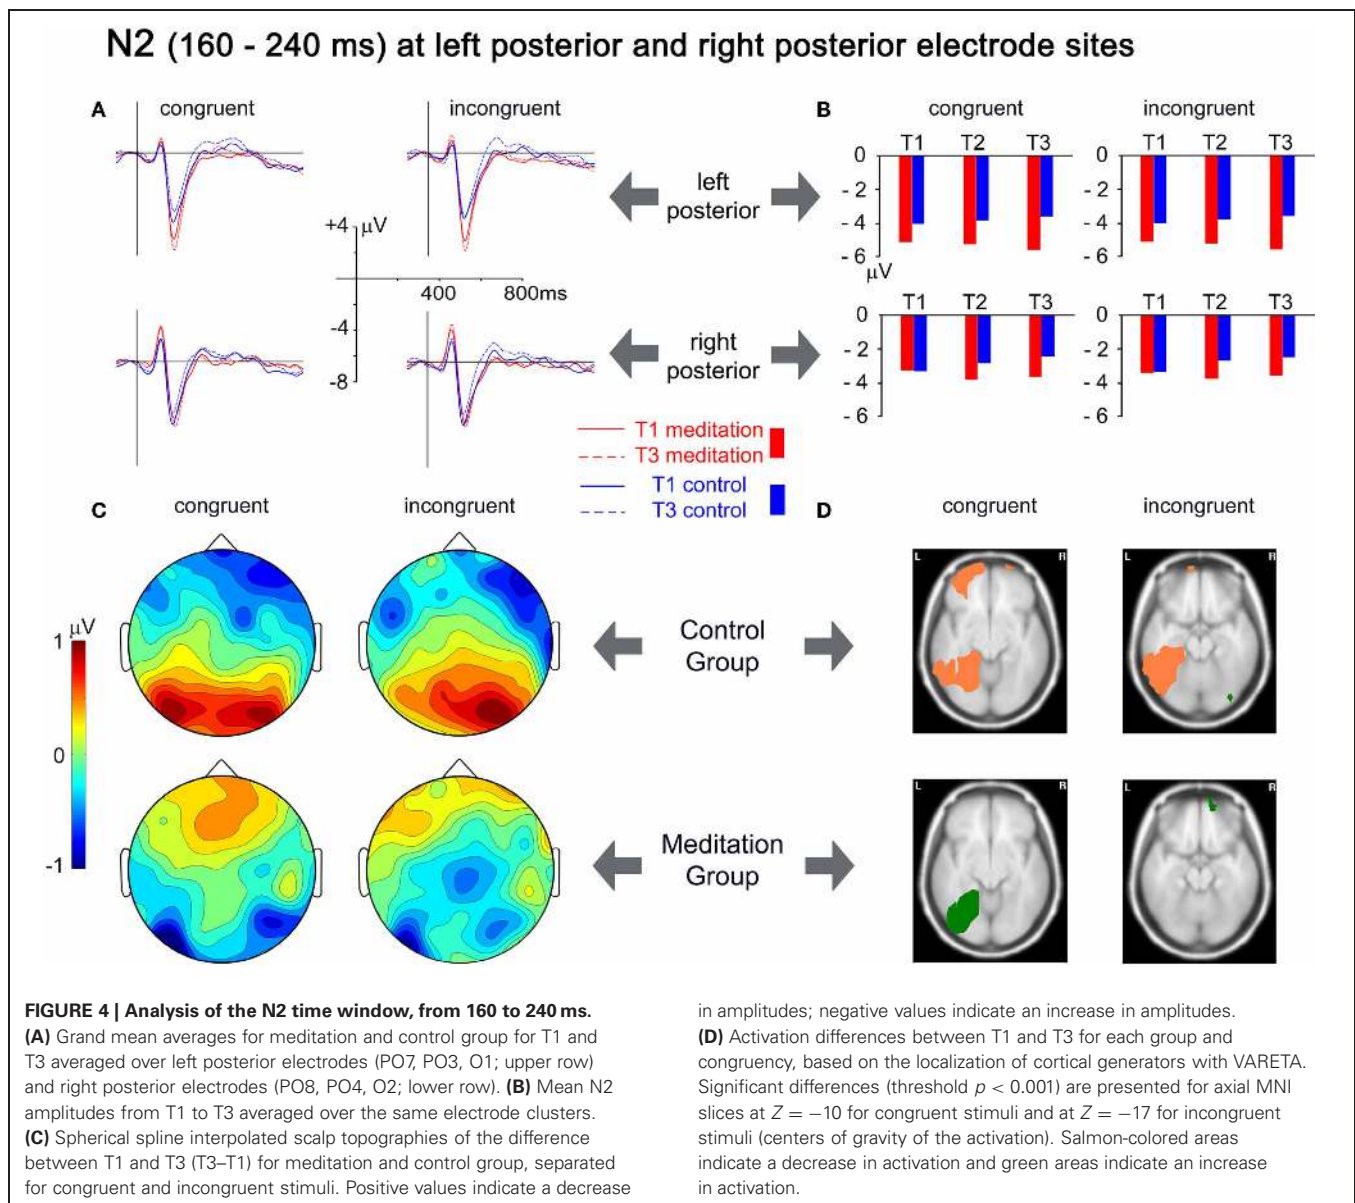 N2 (160 - 240 ms) at left posterior and right posterior electrode sites
A congruent incongruent
B congruent incongruent
T1 T2 T3 T1 T2 T3
0 0
- 2 - 2
- 4 - 4
- 6 - 6
μV
left
posterior
+4 μV
400 800ms
-4
-8
T1 T2 T3 T1 T2 T3
0 0
- 2 - 2
- 4 - 4
- 6 - 6
right
posterior
T1 meditation
T3 meditation
T1 control
T3 control
C congruent incongruent
D congruent incongruent
L R L R
μV
1
0
-1
Control
Group
L R L R
Meditation
Group
FIGURE 4 | Analysis of the N2 time window, from 160 to 240 ms.
(A) Grand mean averages for meditation and control group for T1 and
T3 averaged over left posterior electrodes (PO7, PO3, O1; upper row)
and right posterior electrodes (PO8, PO4, O2; lower row). (B) Mean N2
amplitudes from T1 to T3 averaged over the same electrode clusters.
(C) Spherical spline interpolated scalp topographies of the difference
between T1 and T3 (T3–T1) for meditation and control group, separated
for congruent and incongruent stimuli. Positive values indicate a decrease
in amplitudes; negative values indicate an increase in amplitudes.
(D) Activation differences between T1 and T3 for each group and
congruency, based on the localization of cortical generators with VARETA.
Significant differences (threshold p < 0.001) are presented for axial MNI
slices at Z = −10 for congruent stimuli and at Z = −17 for incongruent
stimuli (centers of gravity of the activation). Salmon-colored areas
indicate a decrease in activation and green areas indicate an increase
in activation.